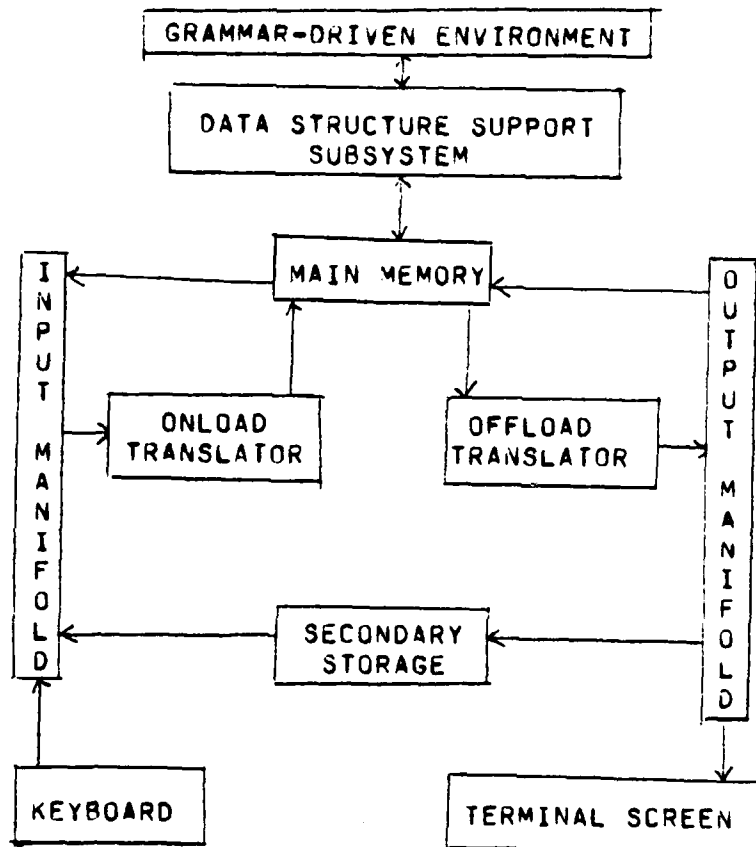 GRAMMAR-DRIVEN ENVIRONMENT
DATA STRUCTURE SUPPORT
SUBSYSTEM
MAIN MEMORY
INPUT MANIFOLD
OUTPUT MANIFOLD
ONLOAD
TRANSLATOR
OFFLOAD
TRANSLATOR
SECONDARY
STORAGE
KEYBOARD
TERMINAL SCREEN